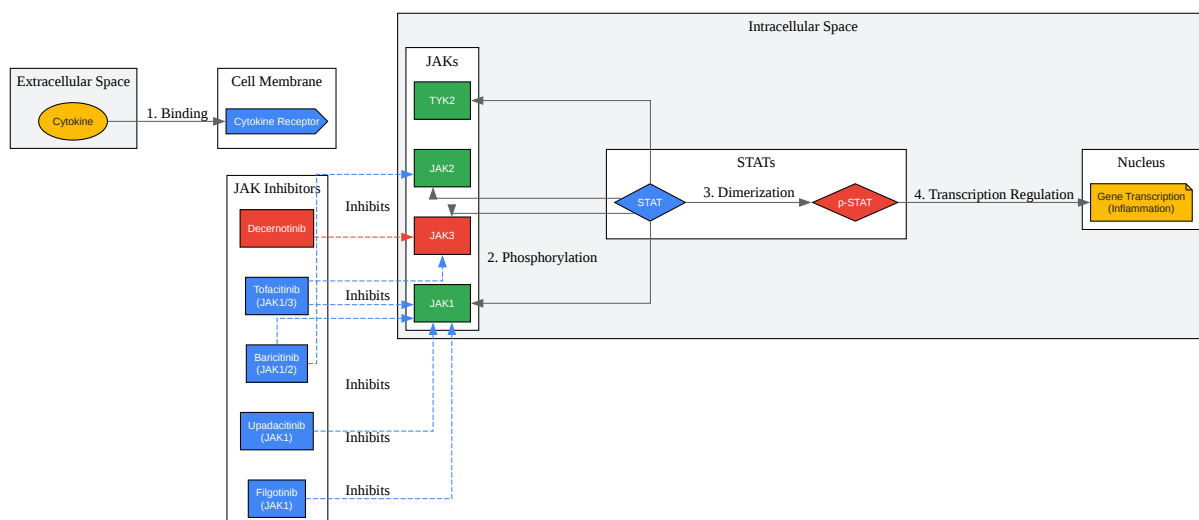 Intracellular Space
JAKs
Extracellular Space
Cell Membrane
TYK2
1. Binding
Cytokine
Cytokine Receptor
STATs
Nucleus
JAK2
JAK Inhibitors
3. Dimerization
4. Transcription Regulation
Gene Transcription
(Inflammation)
STAT
p-STAT
Inhibits
Decernotinib
JAK3
2. Phosphorylation
Tofacitinib
(JAK1/3)
Inhibits
JAK1
Baricitinib
(JAK1/2)
Inhibits
Upadacitinib
(JAK1)
Inhibits
Filgotinib
(JAK1)
Inhibits